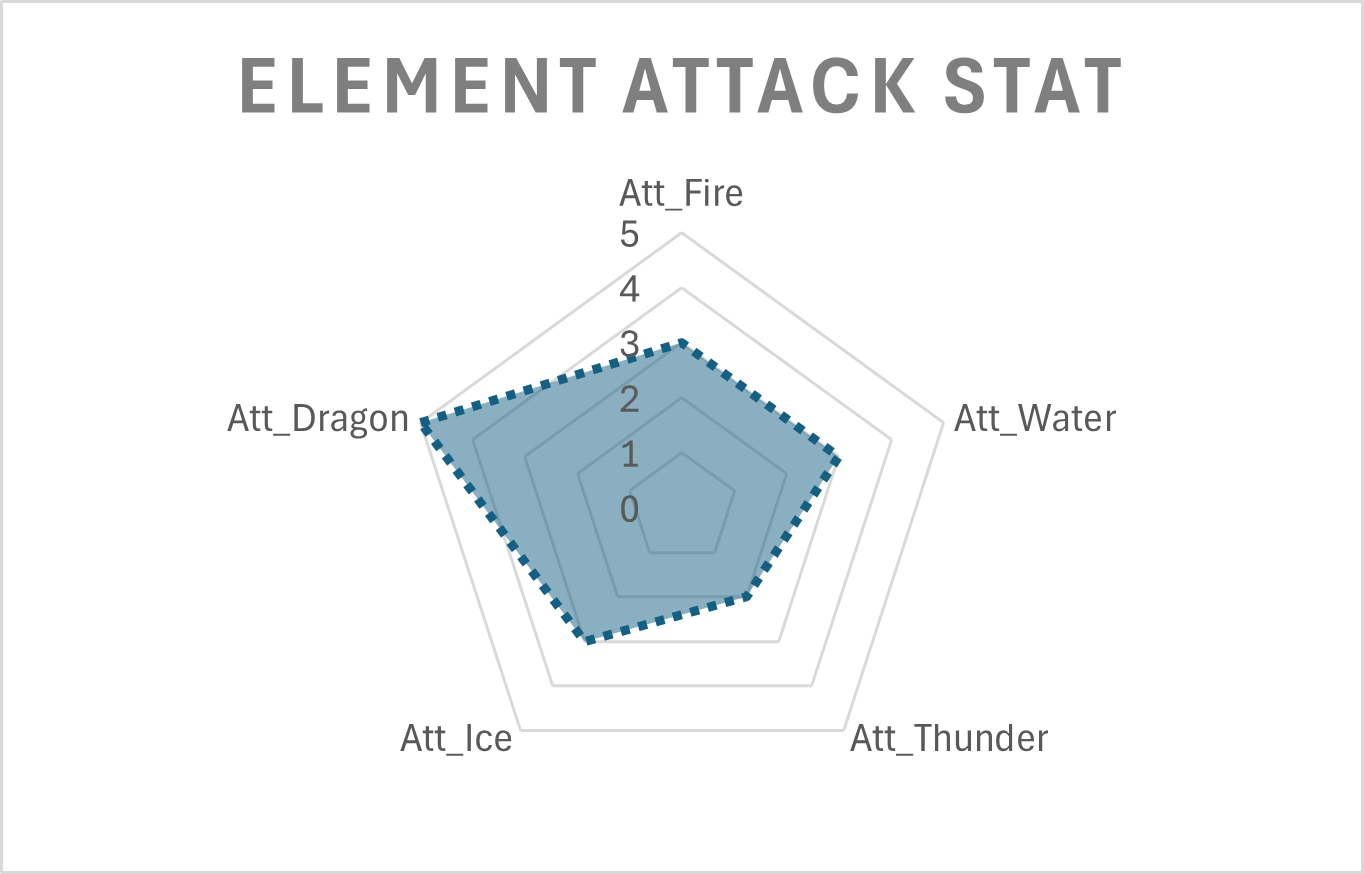 ELEMENT ATTACK STAT
Att_Fire
5
4
3
2
1
0
Att_Dragon
Att_Water
Att_Ice
Att_Thunder